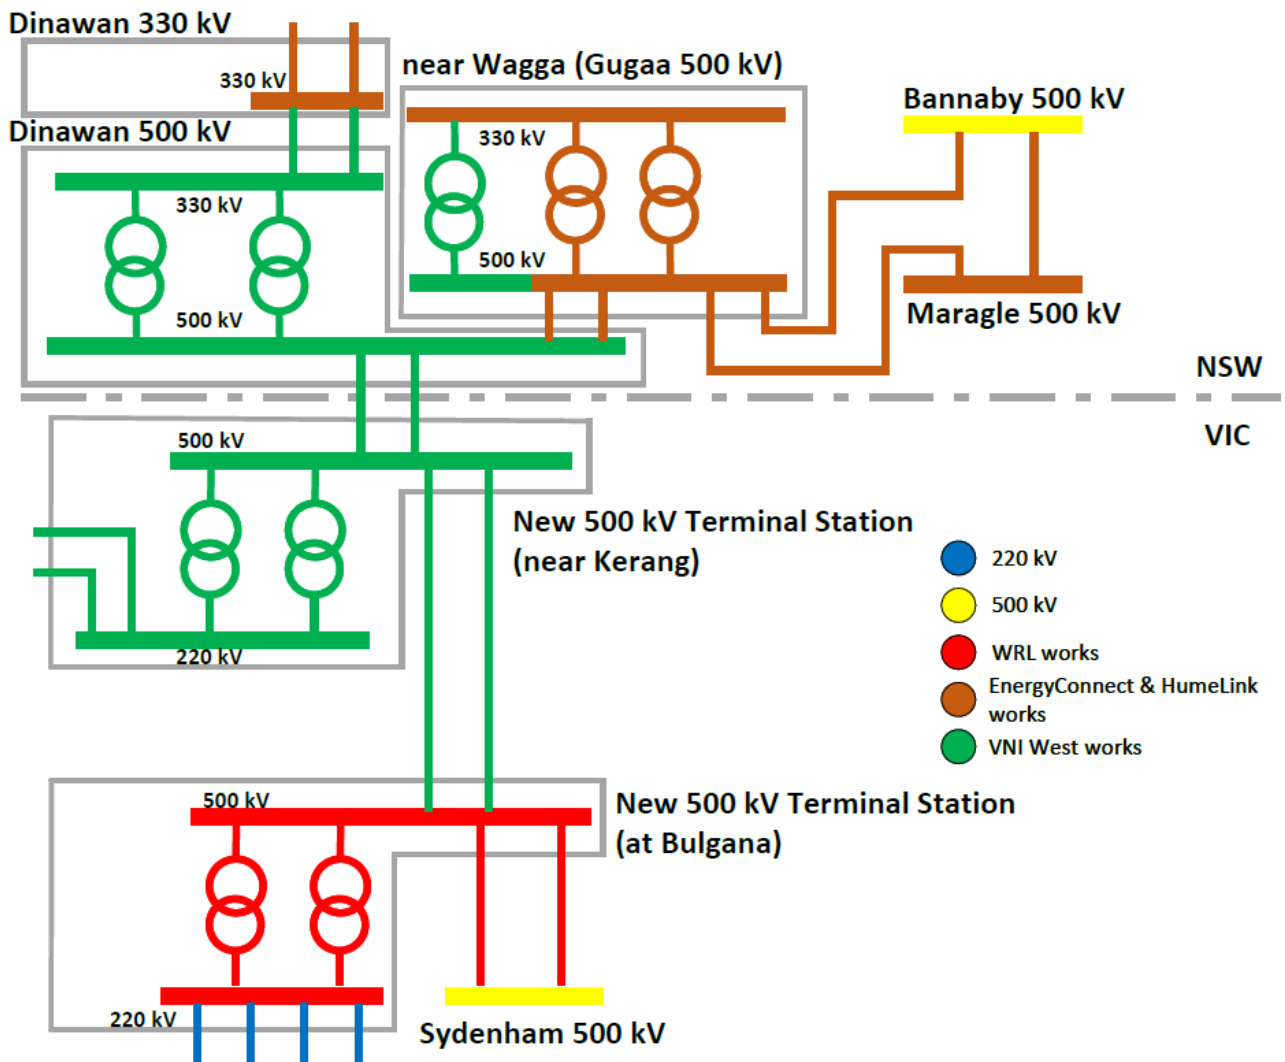 Dinawan 330 kV
330 kV
near Wagga (Gugaa 500 kV)
Bannaby 500 kV
Dinawan 500 kV
330 kV
330 kV
500 kV
500 kV
Maragle 500 kV
NSW
VIC
500 kV
New 500 kV Terminal Station
(near Kerang)
220 kV
220 kV
500 kV
WRL works
EnergyConnect & HumeLink
works
VNI West works
500 kV
New 500 kV Terminal Station
(at Bulgana)
220 kV
Sydenham 500 kV